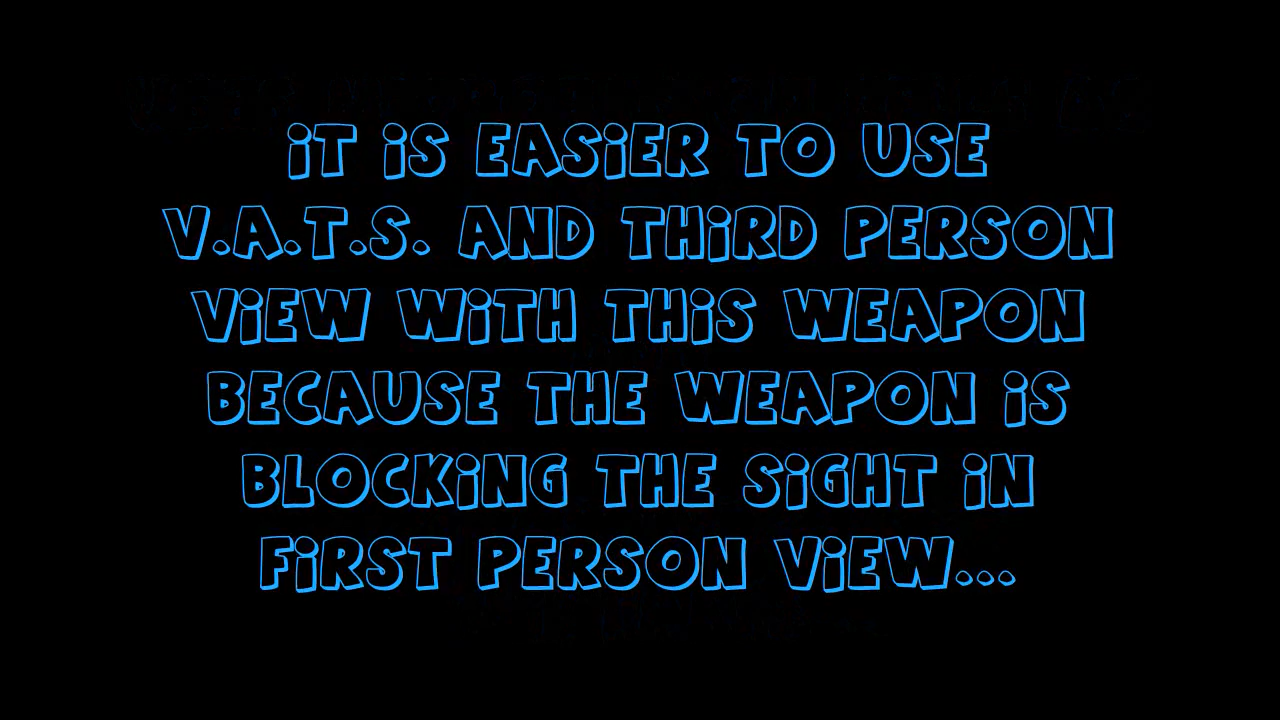 iT iS EASiER TO USE
V.A.T.S. AND THiRD PERSON
ViEW WiTH THiS WEAPON
BECAUSE THE WEAPON iS
BLOCKiNG THE SiGHT iN
FiRST PERSON ViEW...